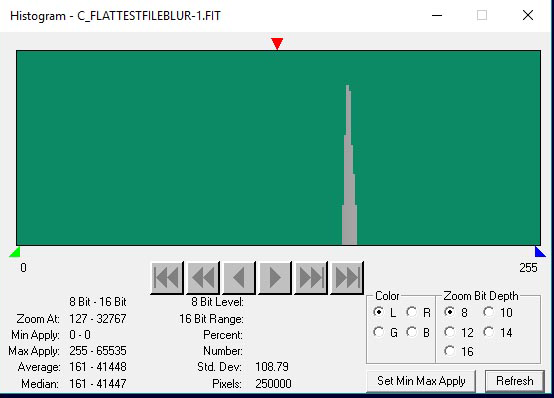 Histogram - C_FLATTESTFILEBLUR-1.FIT
0 255
8 Bit - 16 Bit 8 Bit Level:
Zoom At: 127 - 32767 16 Bit Range:
Min Apply: 0 - 0 Percent:
Max Apply: 255 - 65535 Number:
Average: 161 - 41448 Std. Dev: 108.79
Median: 161 - 41447 Pixels: 250000
Color Zoom Bit Depth
L R 8 10
G B 12 14
16
Set Min Max Apply Refresh